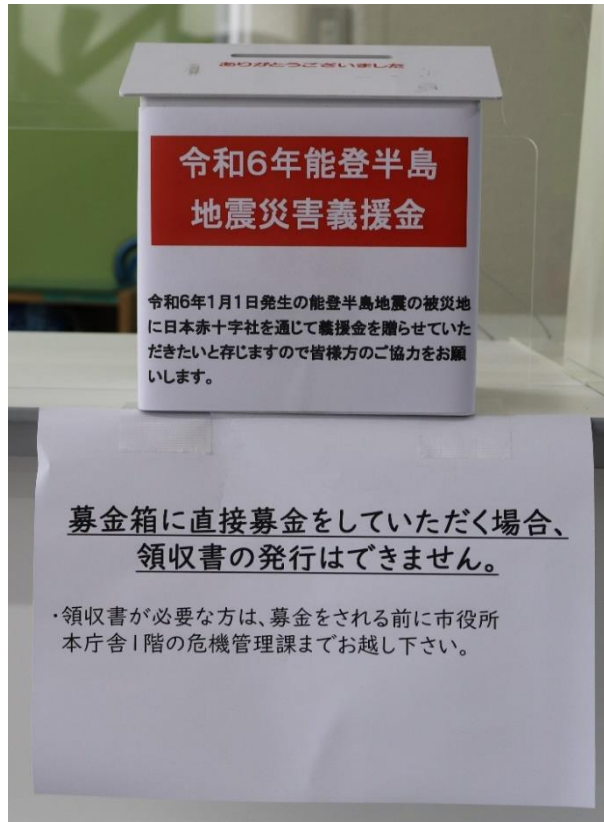 ありがとうございました
令和6年能登半島
地震災害義援金
令和6年1月1日発生の能登半島地震の被災地
に日本赤十字社を通じて義援金を贈らせていた
だきたいと存じますので皆様方のご協力をお願
いします。
募金箱に直接募金をしていただく場合、
領収書の発行はできません。
・領収書が必要な方は、募金をされる前に市役所
本庁舎1階の危機管理課までお越し下さい。